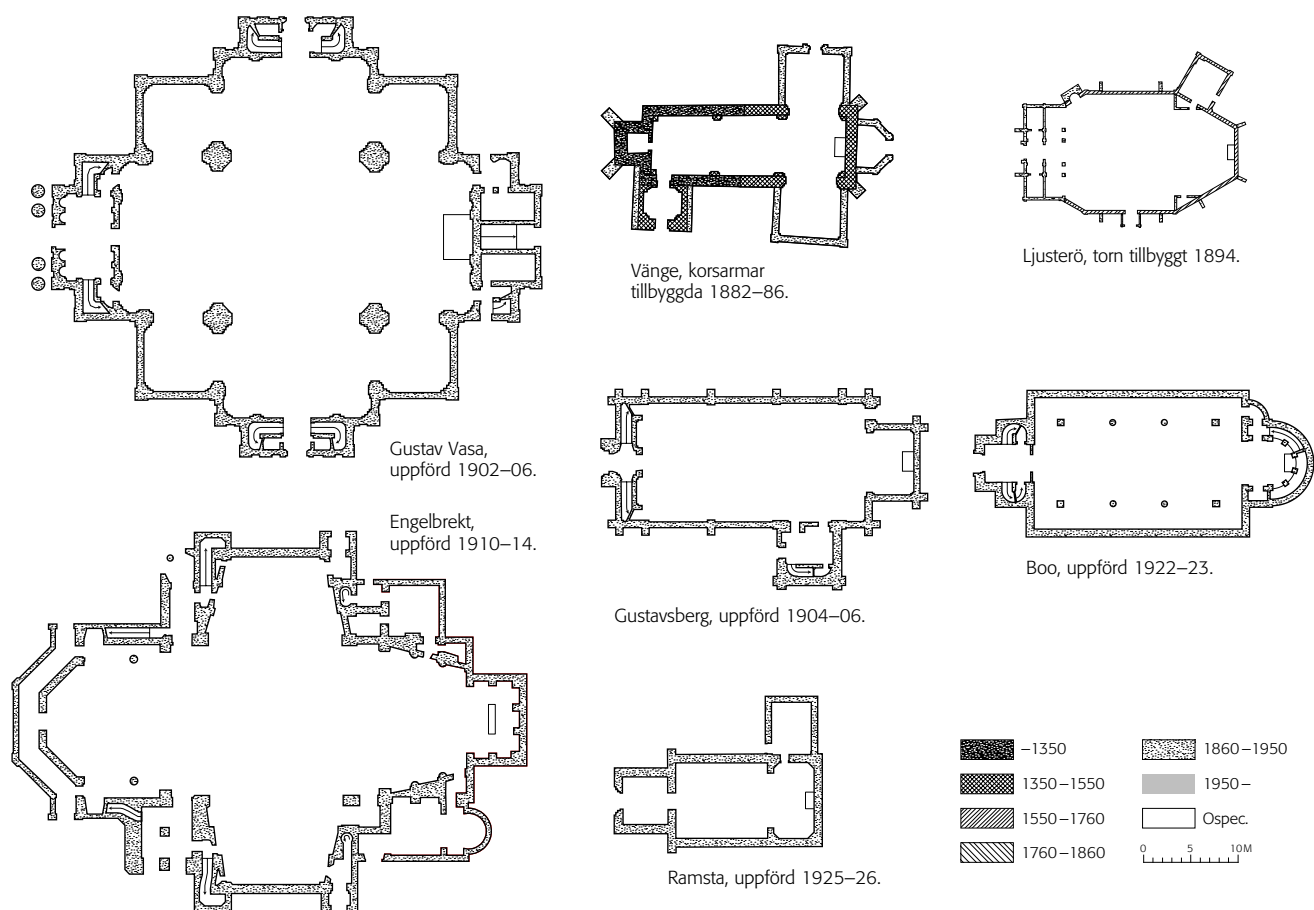 Gustav Vasa,
uppförd 1902–06.
Engelbrekt,
uppförd 1910–14.
Vänge, korsarmar
tillbyggda 1882–86.
Ljusterö, torn tillbyggt 1894.
Gustavsberg, uppförd 1904–06.
Boo, uppförd 1922–23.
Ramsta, uppförd 1925–26.
–1350
1350–1550
1550–1760
1760–1860
1860–1950
1950–
Ospec.
0 5 10M